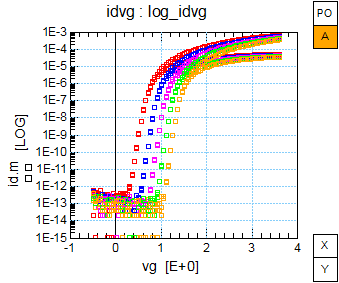 idvg : log_idvg
PO
A
1E-3
1E-4
1E-5
1E-6
1E-7
1E-8
1E-9
1E-10
1E-11
1E-12
1E-13
1E-14
1E-15
id.m [LOG]
-1 0 1 2 3 4
vg [E+0]
X
Y